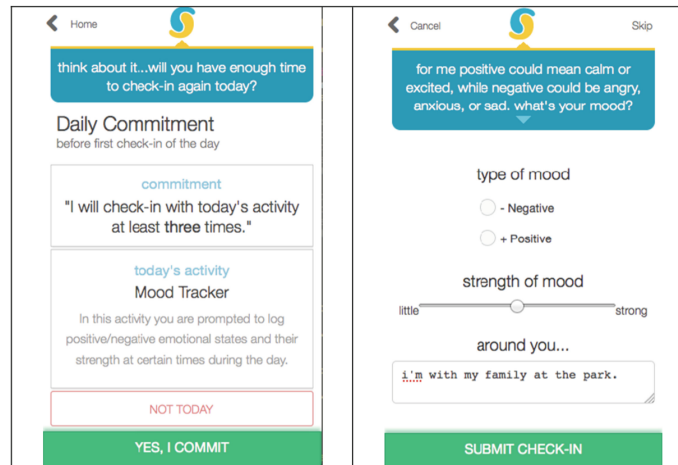 Home
think about it...will you have enough time
to check-in again today?
Daily Commitment
before first check-in of the day
commitment
"I will check-in with today's activity
at least three times."
today's activity
Mood Tracker
In this activity you are prompted to log
positive/negative emotional states and their
strength at certain times during the day.
NOT TODAY
YES, I COMMIT
Cancel
Skip
for me positive could mean calm or
excited, while negative could be angry,
anxious, or sad. what's your mood?
type of mood
- Negative
+ Positive
strength of mood
little
strong
around you...
i'm with my family at the park.
SUBMIT CHECK-IN